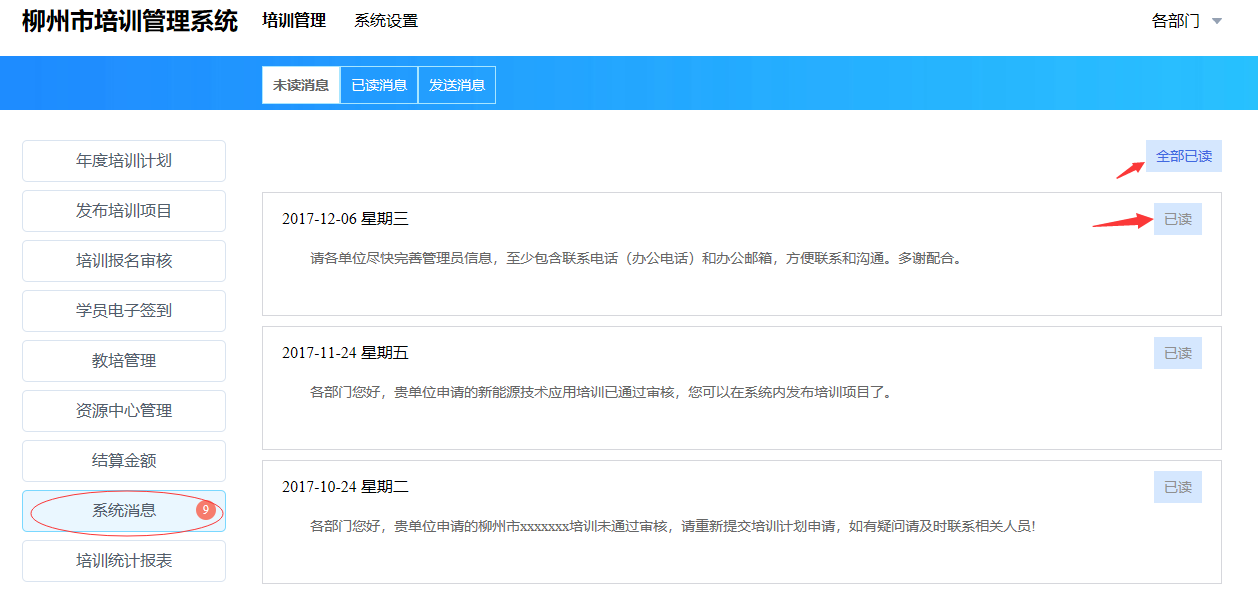 柳州市培训管理系统 培训管理 系统设置 各部门
未读消息 已读消息 发送消息
年度培训计划
发布培训项目
培训报名审核
学员电子签到
教培管理
资源中心管理
结算金额
系统消息 9
培训统计报表
全部已读
2017-12-06 星期三 已读
请各单位尽快完善管理员信息，至少包含联系电话（办公电话）和办公邮箱，方便联系和沟通。多谢配合。
2017-11-24 星期五 已读
各部门您好，贵单位申请的新能源技术应用培训已通过审核，您可以在系统内发布培训项目了。
2017-10-24 星期二 已读
各部门您好，贵单位申请的柳州市xxxxxxx培训未通过审核，请重新提交培训计划申请，如有疑问请及时联系相关人员!